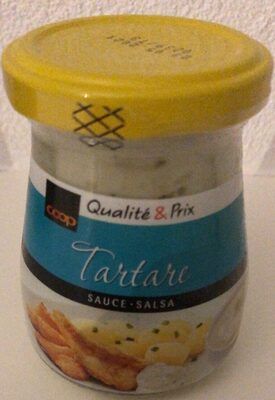 coop
Qualité & Prix
Tartare
SAUCE - SALSA